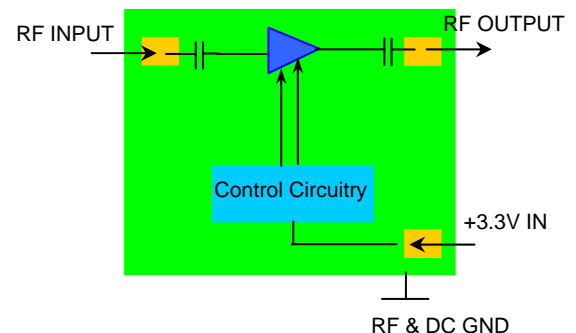 RF INPUT
RF OUTPUT
Control Circuitry
+3.3V IN
RF & DC GND